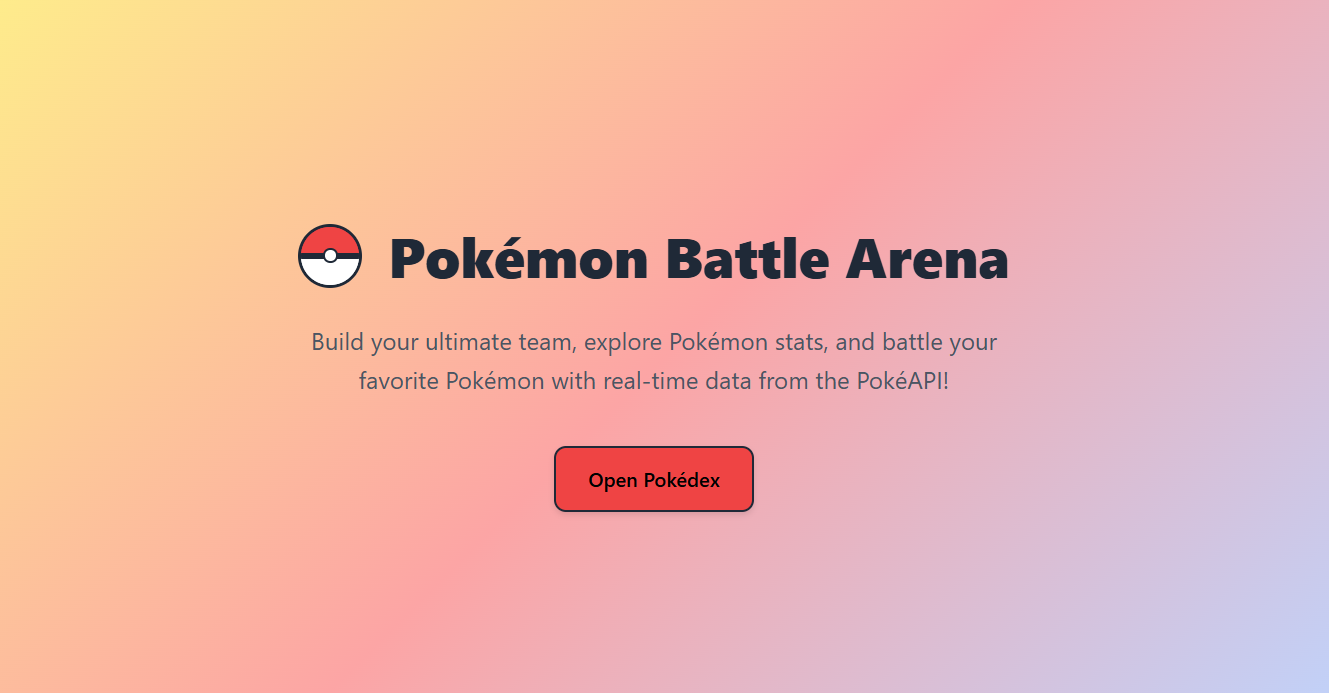 Pokémon Battle Arena
Build your ultimate team, explore Pokémon stats, and battle your
favorite Pokémon with real-time data from the PokéAPI!
Open Pokédex